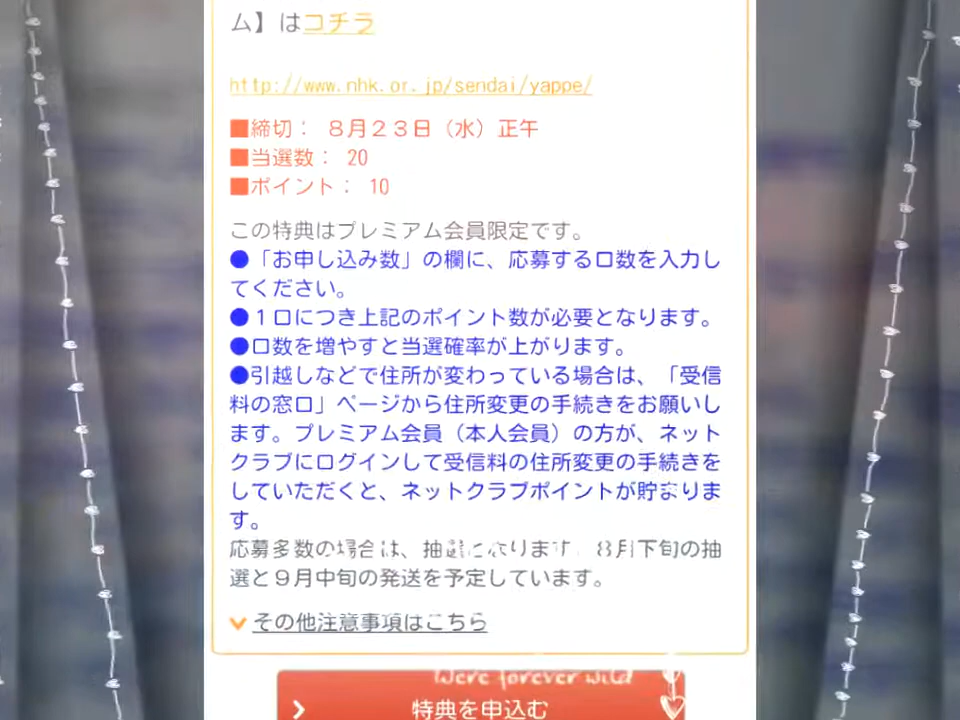 ム】はコチラ
http://www.nhk.or.jp/sendai/yappe/
■締切： 8月23日（水）正午
■当選数： 20
■ポイント： 10
この特典はプレミアム会員限定です。
●「お申し込み数」の欄に、応募する口数を入力し
てください。
●1口につき上記のポイント数が必要となります。
●口数を増やすと当選確率が上がります。
●引越しなどで住所が変わっている場合は、「受信
料の窓口」ページから住所変更の手続きをお願いし
ます。プレミアム会員（本人会員）の方が、ネット
クラブにログインして受信料の住所変更の手続きを
していただくと、ネットクラブポイントが貯まりま
す。
応募多数の場合は、抽選となります。8月下旬の抽
選と9月中旬の発送を予定しています。
その他注意事項はこちら
were forever wild
特典を申込む